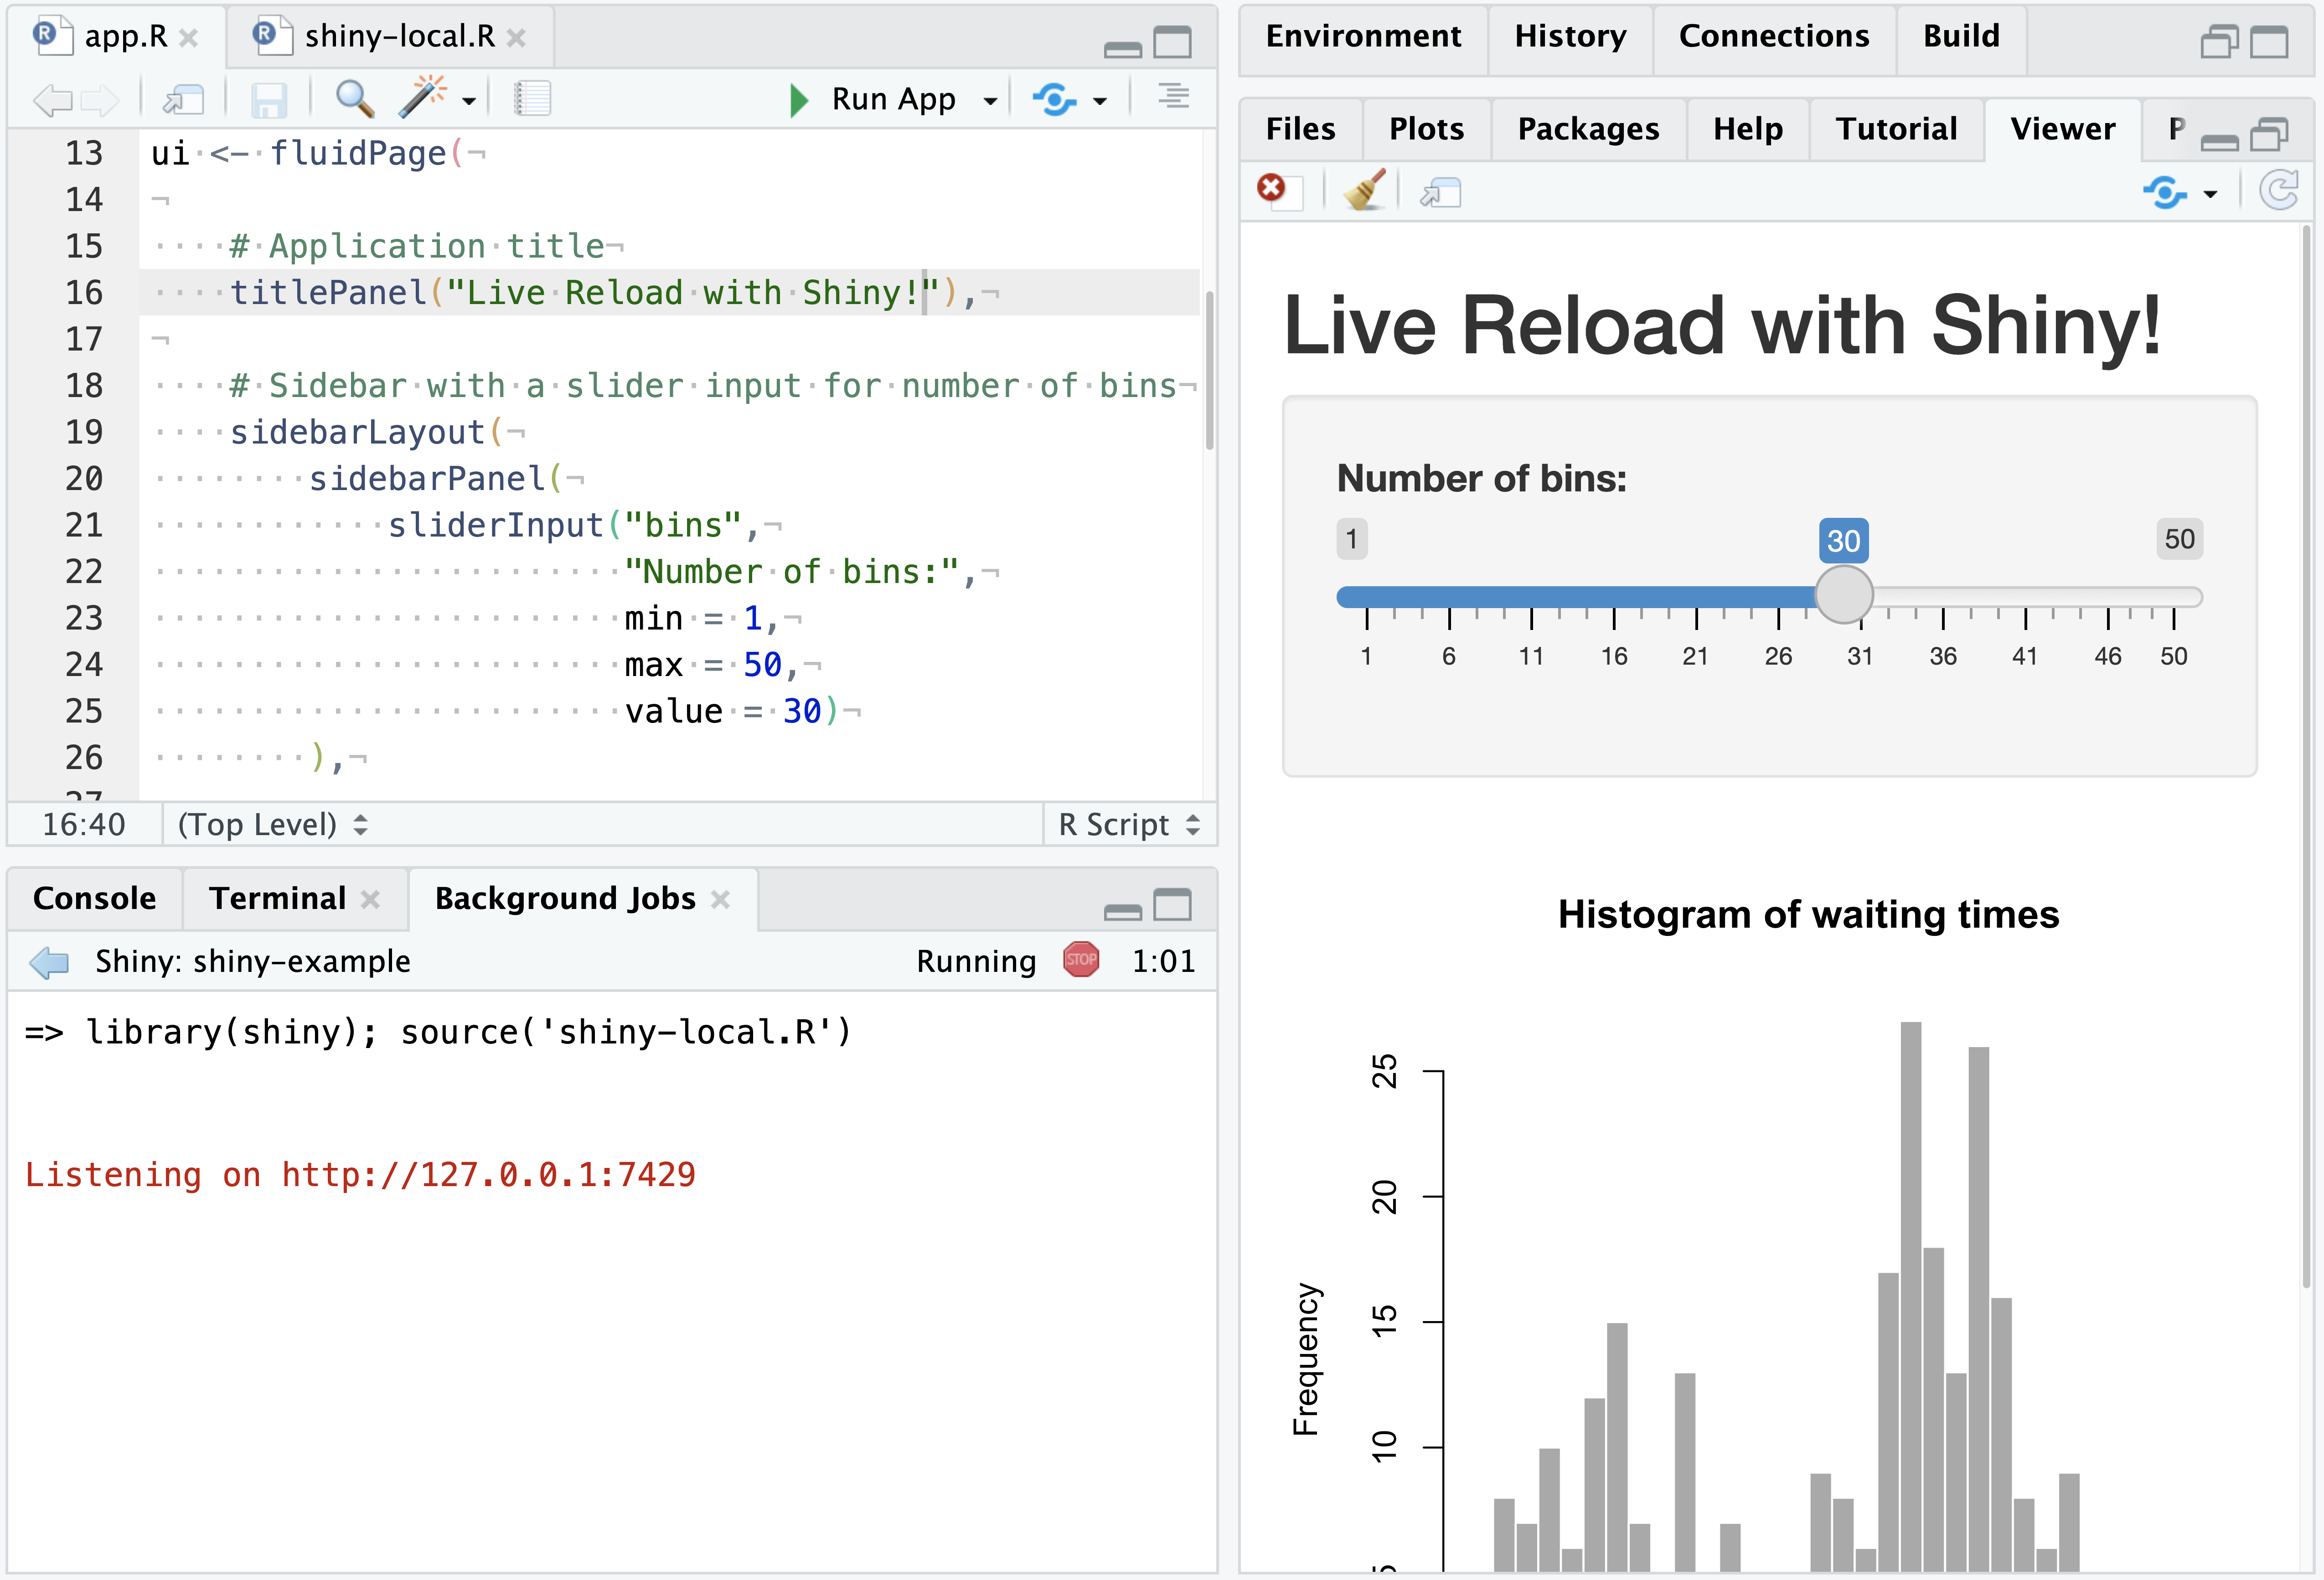 app.R
shiny-local.R
Run App
13 ui <- fluidPage(
14
15 # Application title
16 titlePanel("Live Reload with Shiny!"),
17
18 # Sidebar with a slider input for number of bins
19 sidebarLayout(
20 sidebarPanel(
21 sliderInput("bins",
22 "Number of bins:",
23 min = 1,
24 max = 50,
25 value = 30)
26 ),
27
16:40 (Top Level) R Script
Console Terminal Background Jobs
Shiny: shiny-example Running STOP 1:01
=> library(shiny); source('shiny-local.R')
Listening on http://127.0.0.1:7429
Environment History Connections Build
Files Plots Packages Help Tutorial Viewer P
Live Reload with Shiny!
Number of bins:
1 30 50
1 6 11 16 21 26 31 36 41 46 50
Histogram of waiting times
25
20
15
10
5
Frequency